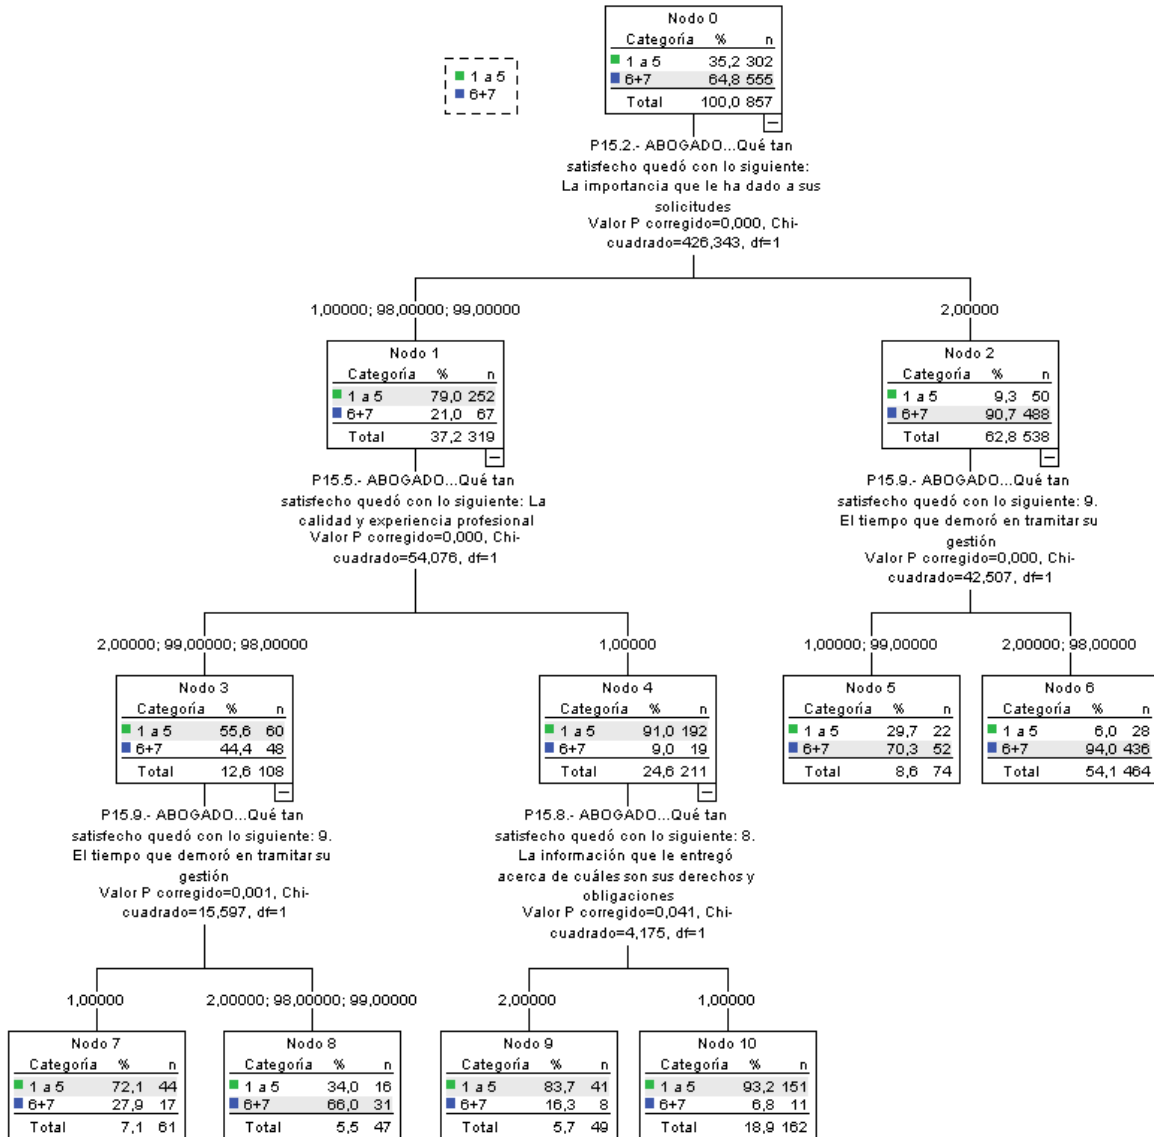 Nodo 0
Categoría % n
1 a 5 35,2 302
6+7 64,8 555
Total 100,0 857
1 a 5
6+7
P15.2.- ABOGADO...Qué tan
satisfecho quedó con lo siguiente:
La importancia que le ha dado a sus
solicitudes
Valor P corregido=0,000, Chi-
cuadrado=426,343, df=1
1,00000; 98,00000; 99,00000
2,00000
Nodo 1
Categoría % n
1 a 5 79,0 252
6+7 21,0 67
Total 37,2 319
Nodo 2
Categoría % n
1 a 5 9,3 50
6+7 90,7 488
Total 62,8 538
P15.5.- ABOGADO...Qué tan
satisfecho quedó con lo siguiente: La
calidad y experiencia profesional
Valor P corregido=0,000, Chi-
cuadrado=54,076, df=1
P15.9.- ABOGADO...Qué tan
satisfecho quedó con lo siguiente: 9.
El tiempo que demoró en tramitar su
gestión
Valor P corregido=0,000, Chi-
cuadrado=42,507, df=1
2,00000; 99,00000; 98,00000
1,00000
1,00000; 99,00000
2,00000; 98,00000
Nodo 3
Categoría % n
1 a 5 55,6 60
6+7 44,4 48
Total 12,6 108
Nodo 4
Categoría % n
1 a 5 91,0 192
6+7 9,0 19
Total 24,6 211
Nodo 5
Categoría % n
1 a 5 29,7 22
6+7 70,3 52
Total 8,6 74
Nodo 6
Categoría % n
1 a 5 6,0 28
6+7 94,0 436
Total 54,1 464
P15.9.- ABOGADO...Qué tan
satisfecho quedó con lo siguiente: 9.
El tiempo que demoró en tramitar su
gestión
Valor P corregido=0,001, Chi-
cuadrado=15,597, df=1
P15.8.- ABOGADO...Qué tan
satisfecho quedó con lo siguiente: 8.
La información que le entregó
acerca de cuáles son sus derechos y
obligaciones
Valor P corregido=0,041, Chi-
cuadrado=4,175, df=1
1,00000
2,00000; 98,00000; 99,00000
2,00000
1,00000
Nodo 7
Categoría % n
1 a 5 72,1 44
6+7 27,9 17
Total 7,1 61
Nodo 8
Categoría % n
1 a 5 34,0 16
6+7 66,0 31
Total 5,5 47
Nodo 9
Categoría % n
1 a 5 83,7 41
6+7 16,3 8
Total 5,7 49
Nodo 10
Categoría % n
1 a 5 93,2 151
6+7 6,8 11
Total 18,9 162